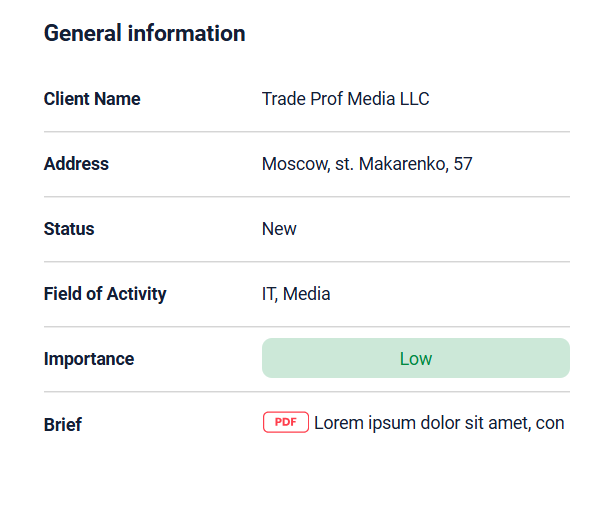 General information
Client Name Trade Prof Media LLC
Address Moscow, st. Makarenko, 57
Status New
Field of Activity IT, Media
Importance Low
Brief PDF Lorem ipsum dolor sit amet, con